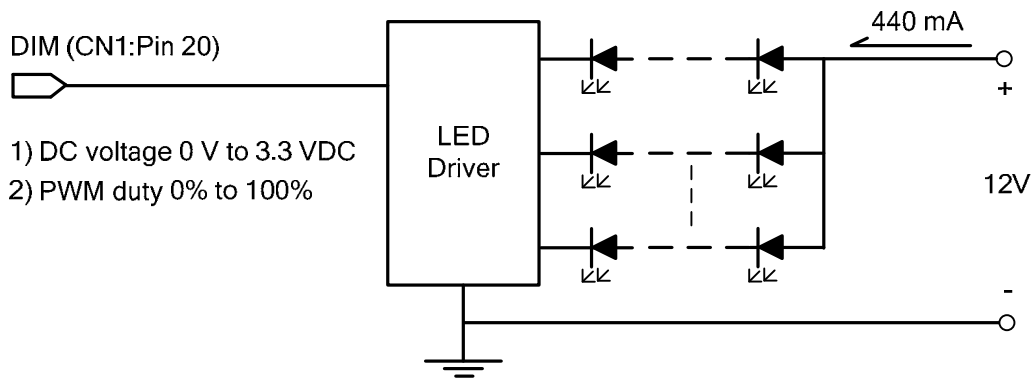 440 mA
DIM (CN1:Pin 20)
+
1) DC voltage 0 V to 3.3 VDC
2) PWM duty 0% to 100%
LED
Driver
12V
-